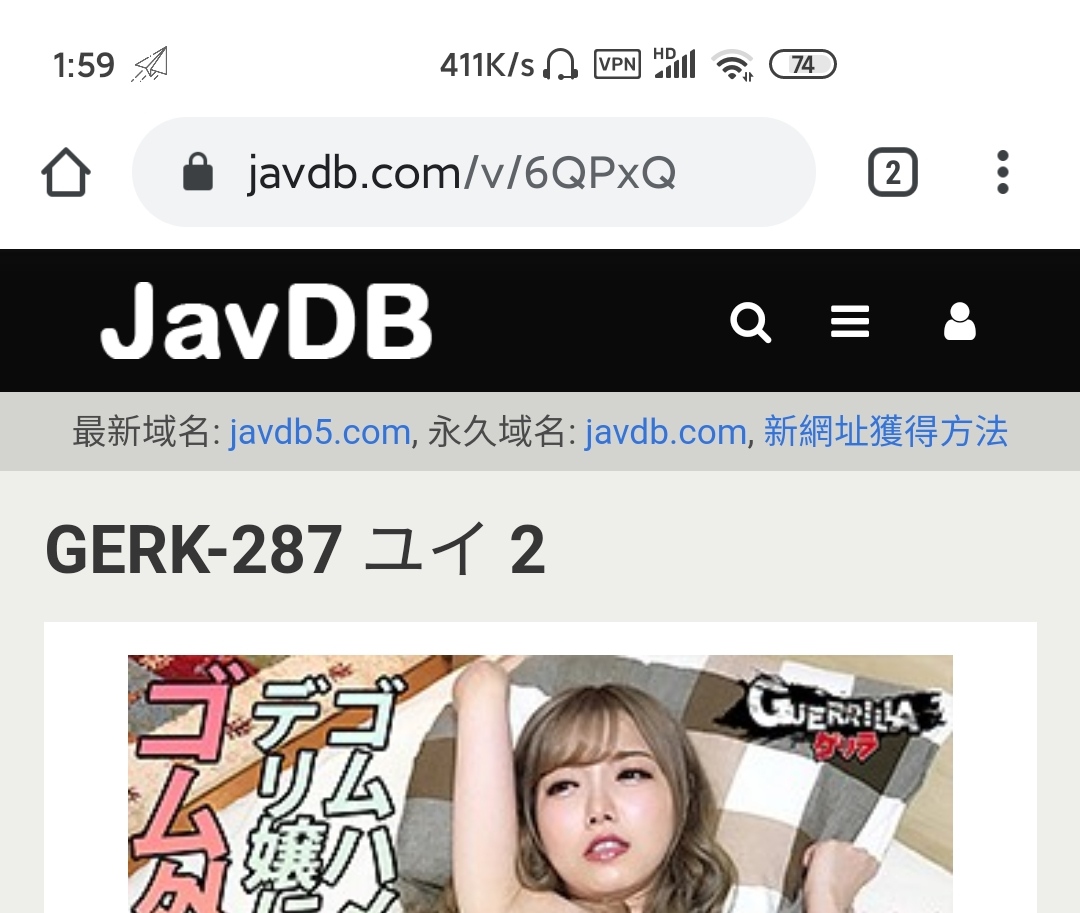 1:59 411K/s VPN HD 74
javdb.com/v/6QPxQ 2
JavDB
最新域名: javdb5.com, 永久域名: javdb.com, 新網址獲得方法
GERK-287 ユイ 2
GUERRILLA
ゲリラ
ゴムハメ
デリ嬢に
ゴム外